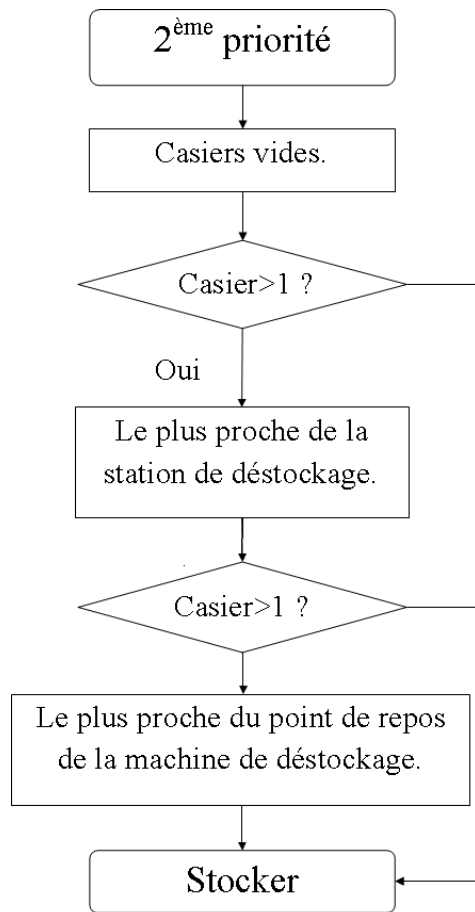 2ème priorité
Casiers vides.
Casier>1 ?
Oui
Le plus proche de la
station de déstockage.
Casier>1 ?
Le plus proche du point de repos
de la machine de déstockage.
Stocker